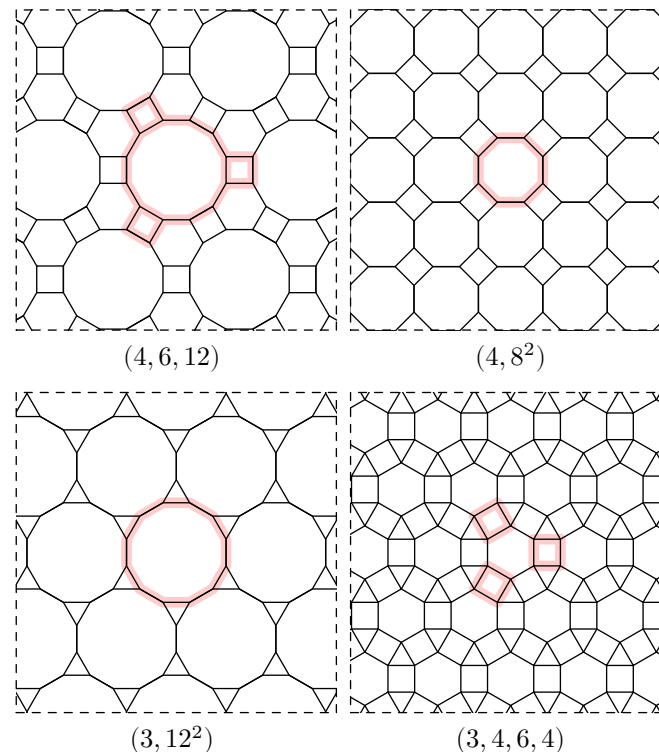 (4, 6, 12)
(4, 8²)
(3, 12²)
(3, 4, 6, 4)